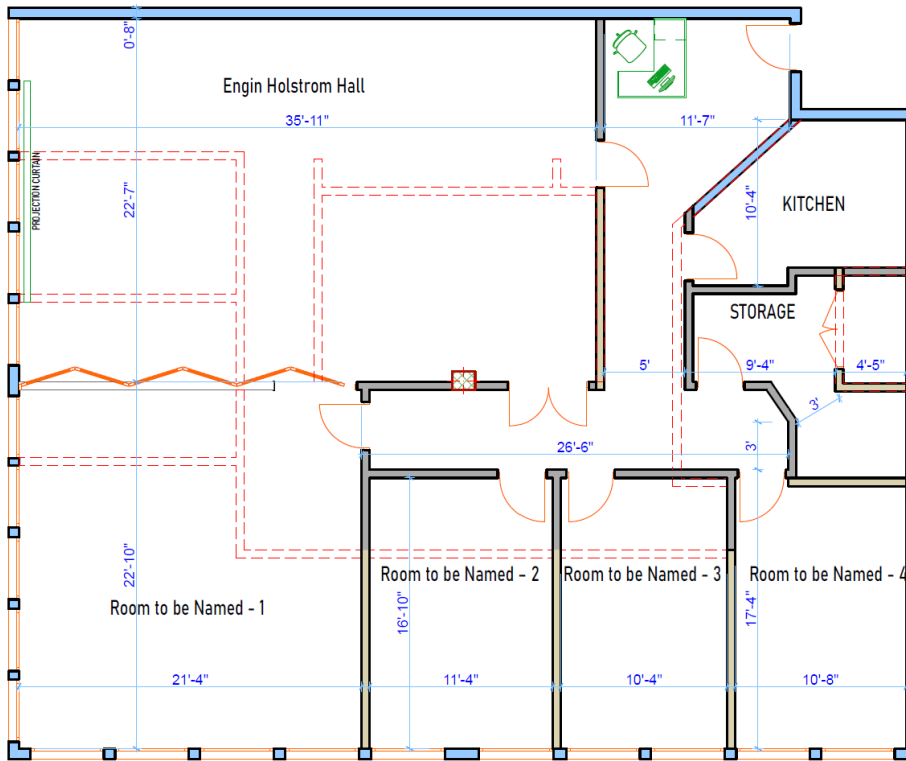 0'-8"
Engin Holstrom Hall
35'-11"
11'-7"
PROJECTION CURTAIN
22'-7"
10'-4"
KITCHEN
STORAGE
5'
9'-4"
4'-5"
3'
26'-6"
3'
22'-10"
Room to be Named - 2
Room to be Named - 3
Room to be Named - 4
Room to be Named - 1
16'-10"
17'-4"
21'-4"
11'-4"
10'-4"
10'-8"